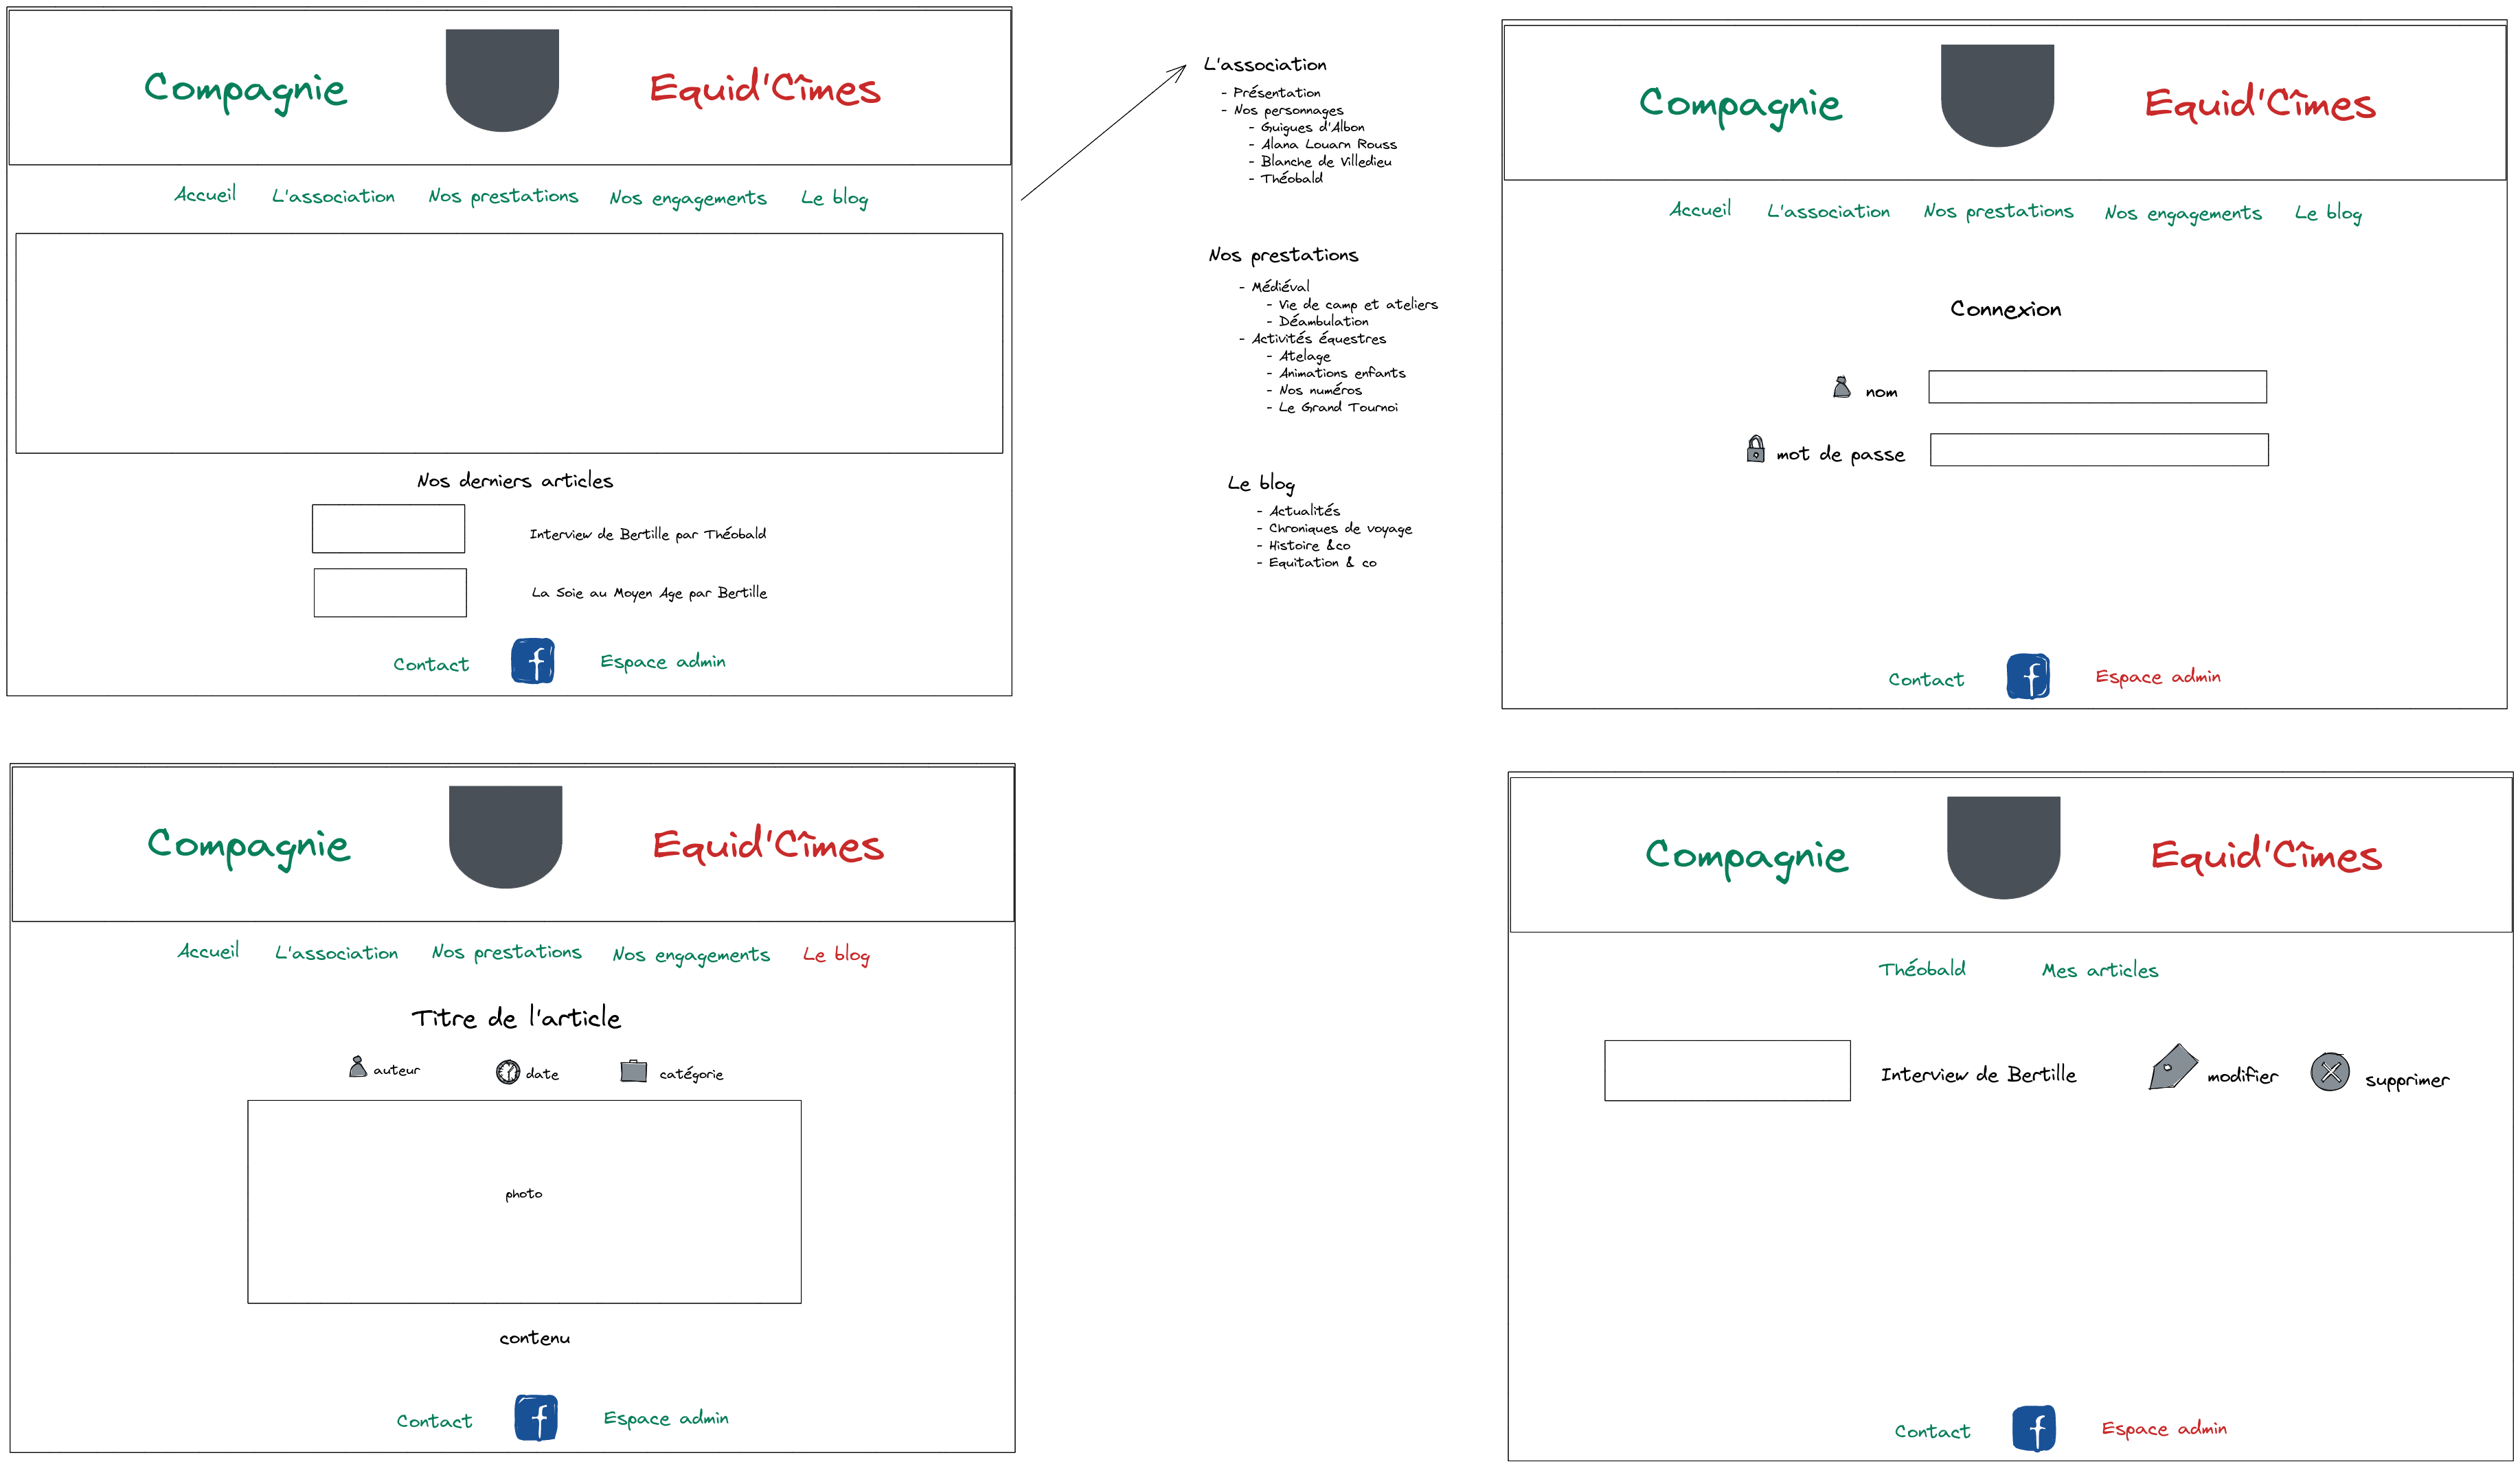 Compagnie Equid'Cîmes
Accueil L'association Nos prestations Nos engagements Le blog
Nos derniers articles
Interview de Bertille par Théobald
La Soie au Moyen Age par Bertille
Contact f Espace admin
L'association
- Présentation
- Nos personnages
- Guigues d'Albon
- Alana Louarn Rouss
- Blanche de Villedieu
- Théobald
Nos prestations
- Médiéval
- Vie de camp et ateliers
- Déambulation
- Activités équestres
- Atelage
- Animations enfants
- Nos numéros
- Le Grand Tournoi
Le blog
- Actualités
- Chroniques de voyage
- Histoire &co
- Equitation & co
Compagnie Equid'Cîmes
Accueil L'association Nos prestations Nos engagements Le blog
Connexion
nom
mot de passe
Contact f Espace admin
Compagnie Equid'Cîmes
Accueil L'association Nos prestations Nos engagements Le blog
Titre de l'article
auteur date catégorie
photo
contenu
Contact f Espace admin
Compagnie Equid'Cîmes
Théobald Mes articles
Interview de Bertille modifier supprimer
Contact f Espace admin